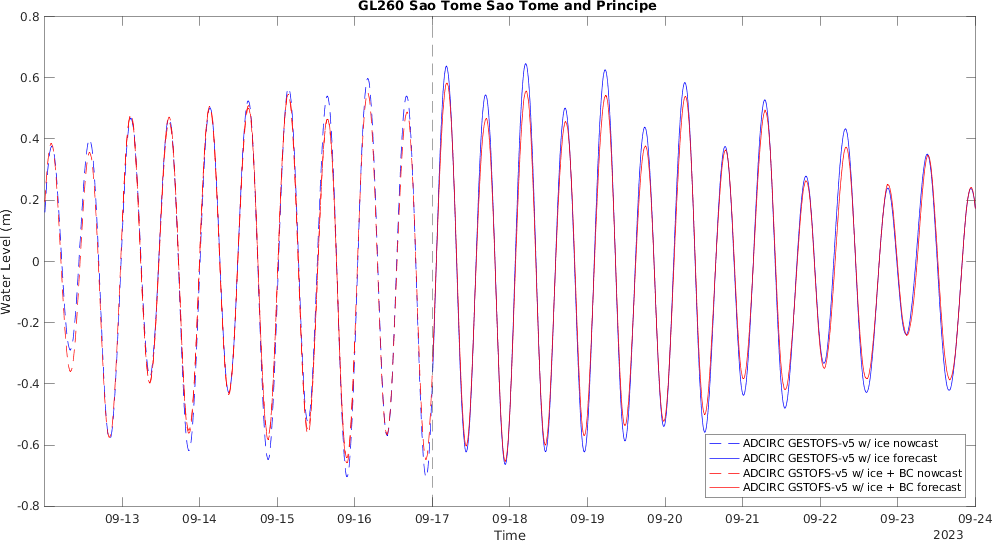 GL260 Sao Tome Sao Tome and Principe
0.8
0.6
0.4
0.2
0
-0.2
-0.4
-0.6
-0.8
Water Level (m)
ADCIRC GESTOFS-v5 w/ ice nowcast
ADCIRC GESTOFS-v5 w/ ice forecast
ADCIRC GSTOFS-v5 w/ ice + BC nowcast
ADCIRC GSTOFS-v5 w/ ice + BC forecast
09-13 09-14 09-15 09-16 09-17 09-18 09-19 09-20 09-21 09-22 09-23 09-24
Time
2023